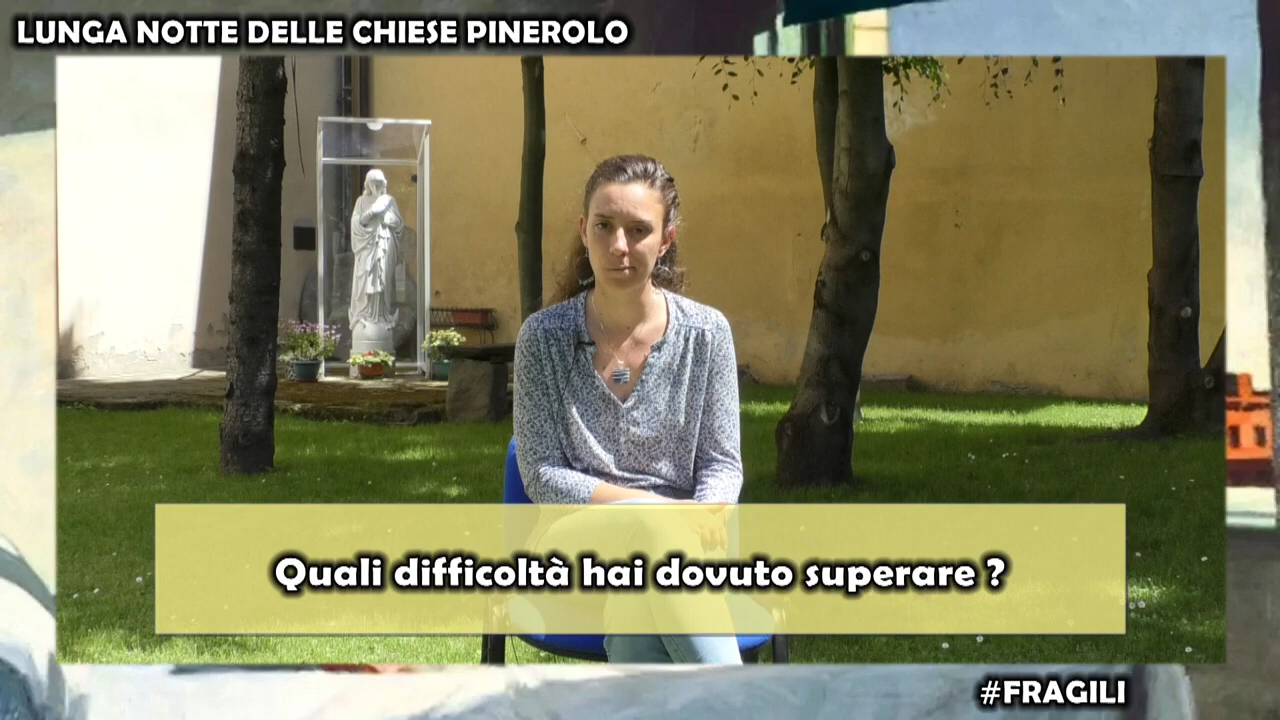 LUNGA NOTTE DELLE CHIESE PINEROLO
Quali difficoltà hai dovuto superare ?
#FRAGILI